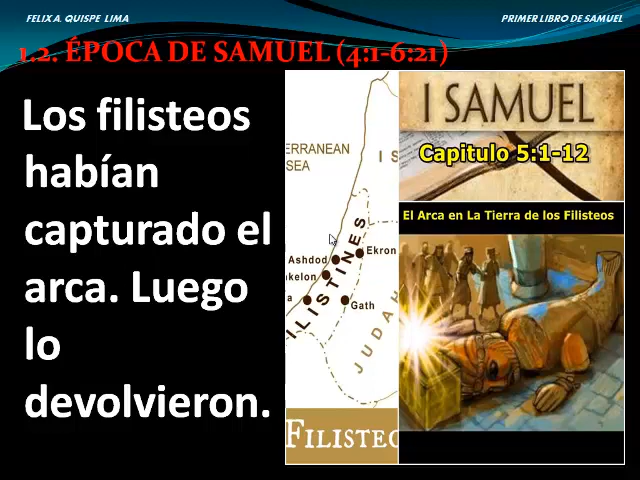 FELIX A. QUISPE LIMA
PRIMER LIBRO DE SAMUEL
1.2. ÉPOCA DE SAMUEL (4:1-6:21)
Los filisteos
habían
capturado el
arca. Luego
lo
devolvieron.
ERRANEAN
SEA
I S
Ashdod
Ekron
kelon
a
Gath
ILISTINES
JUDAH
FILISTEO
I SAMUEL
Capitulo 5:1-12
El Arca en La Tierra de los Filisteos